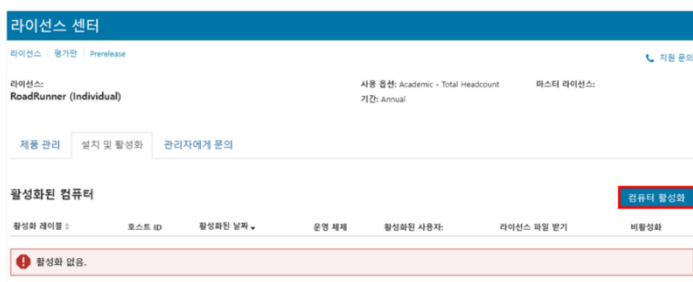 라이선스 센터
라이선스 평가판 Prerelease
지원 문의
라이선스: 사용 옵션: Academic - Total Headcount 마스터 라이선스:
RoadRunner (Individual) 기간: Annual
제품 관리 설치 및 활성화 관리자에게 문의
활성화된 컴퓨터 컴퓨터 활성화
활성화 레이블 호스트 ID 활성화된 날짜 운영 체제 활성화된 사용자: 라이선스 파일 받기 비활성화
활성화 없음.